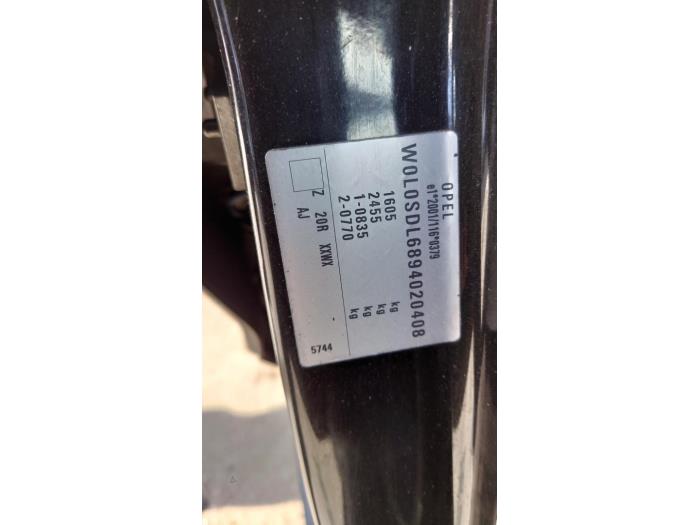 OPEL
e1*2001/116*0379
W0L0SDL6894020408
1605 kg
2455 kg
1-0835 kg
2-0770 kg
Z 20R XXWX
AJ
5744